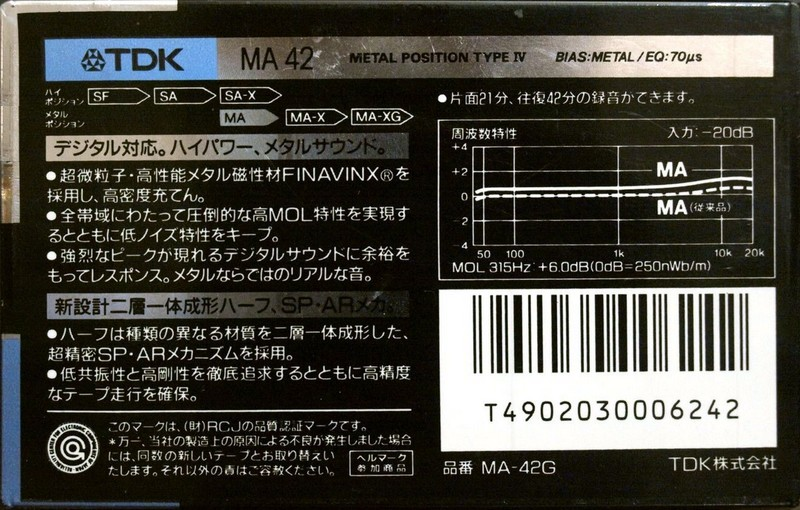 TDK MA 42 METAL POSITION TYPE IV BIAS:METAL/EQ:70μs
ハイポジション SF SA SA-X
メタルポジション MA MA-X MA-XG
デジタル対応。ハイパワー、メタルサウンド。
●超微粒子・高性能メタル磁性材FINAVINX®を
採用し、高密度充てん。
●全帯域にわたって圧倒的な高MOL特性を実現す
るとともに低ノイズ特性をキープ。
●強烈なピークが現れるデジタルサウンドに余裕を
もってレスポンス。メタルならではのリアルな音。
新設計二層一体成形ハーフ、SP・ARメカ。
●ハーフは種類の異なる材質を二層一体成形した、
超精密SP・ARメカニズムを採用。
●低共振性と高剛性を徹底追求するとともに高精度
なテープ走行を確保。
このマークは、(財)RCJの品質認証マークです。
*万一、当社の製造上の原因による不良が発生しました場合
には、同数の新しいテープとお取り替えい
たします。それ以外の責はご容赦ください。
ベルマーク
参加商品
●片面21分、往復42分の録音ができます。
周波数特性 入力:-20dB
+4
+2
0
2
4
MA
MA(従来品)
50 100 1k 10k 20k
MOL 315Hz:+6.0dB(0dB=250nWb/m)
T4902030006242
品番 MA-42G TDK株式会社